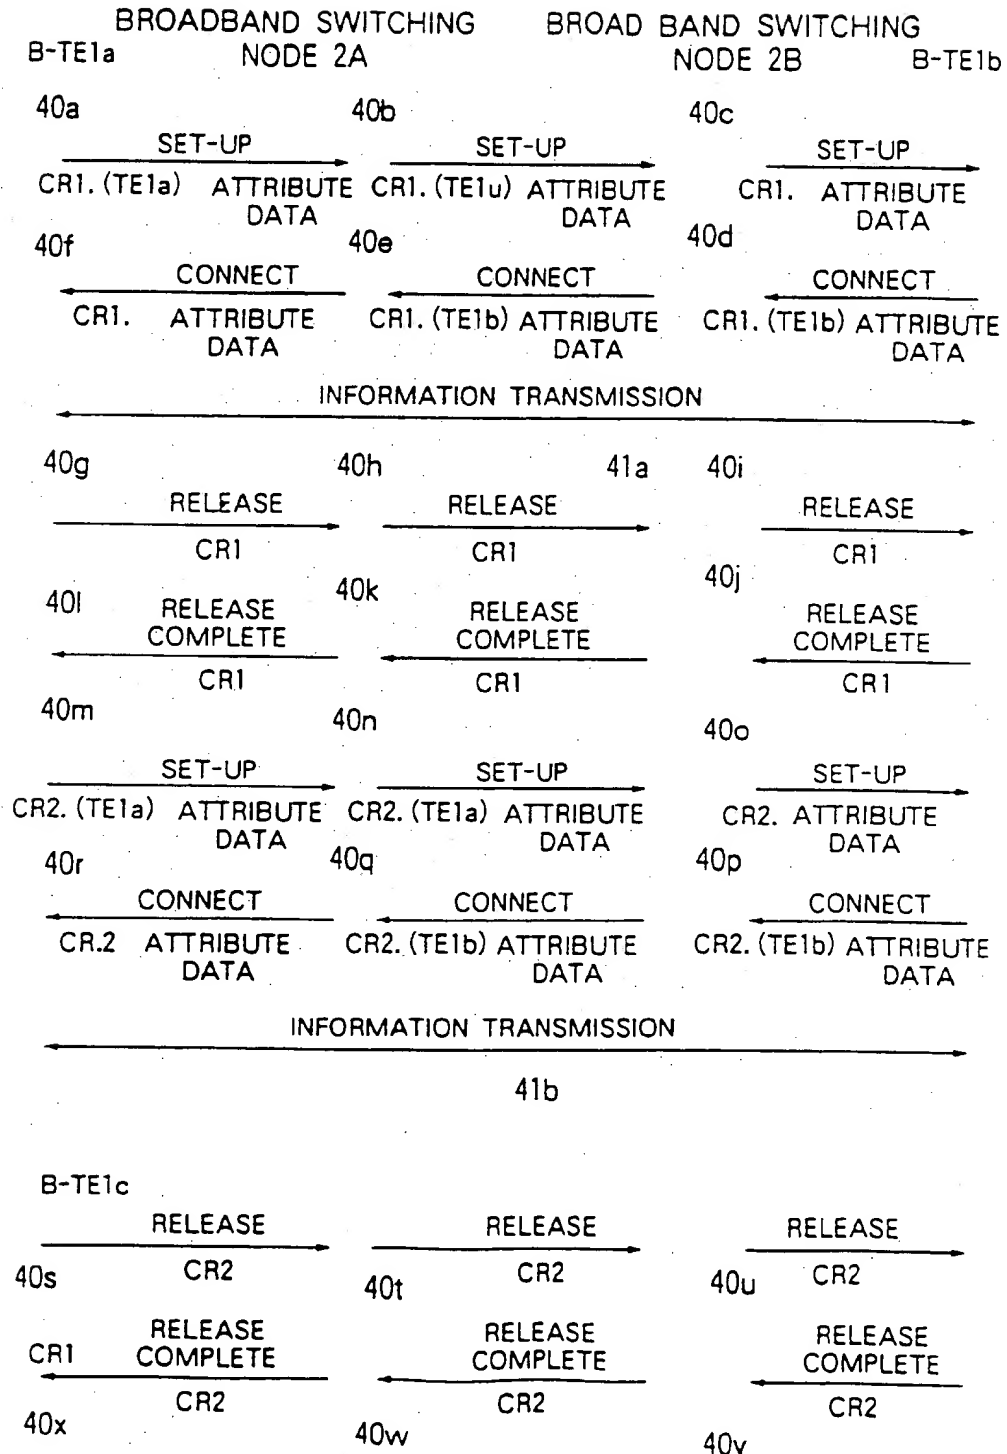 BROADBAND SWITCHING BROAD BAND SWITCHING
B-TE1a NODE 2A NODE 2B B-TE1b
40a 40b 40c
SET-UP SET-UP SET-UP
CR1. (TE1a) ATTRIBUTE CR1. (TE1u) ATTRIBUTE CR1. ATTRIBUTE
DATA DATA DATA
40f 40e 40d
CONNECT CONNECT CONNECT
CR1. ATTRIBUTE CR1. (TE1b) ATTRIBUTE CR1. (TE1b) ATTRIBUTE
DATA DATA DATA
INFORMATION TRANSMISSION
40g 40h 41a 40i
RELEASE RELEASE RELEASE
CR1 CR1 CR1
40l 40k 40j
RELEASE RELEASE RELEASE
COMPLETE COMPLETE COMPLETE
CR1 CR1 CR1
40m 40n 40o
SET-UP SET-UP SET-UP
CR2. (TE1a) ATTRIBUTE CR2. (TE1a) ATTRIBUTE CR2. ATTRIBUTE
DATA DATA DATA
40r 40q 40p
CONNECT CONNECT CONNECT
CR.2 ATTRIBUTE CR2. (TE1b) ATTRIBUTE CR2. (TE1b) ATTRIBUTE
DATA DATA DATA
INFORMATION TRANSMISSION
41b
B-TE1c
RELEASE RELEASE RELEASE
CR2 CR2 CR2
40s 40t 40u
RELEASE RELEASE RELEASE
CR1 COMPLETE COMPLETE COMPLETE
CR2 CR2 CR2
40x 40w 40v